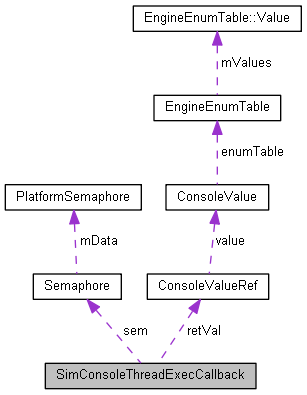 EngineEnumTable::Value
mValues
EngineEnumTable
enumTable
PlatformSemaphore
ConsoleValue
mData
value
Semaphore
ConsoleValueRef
sem
retVal
SimConsoleThreadExecCallback